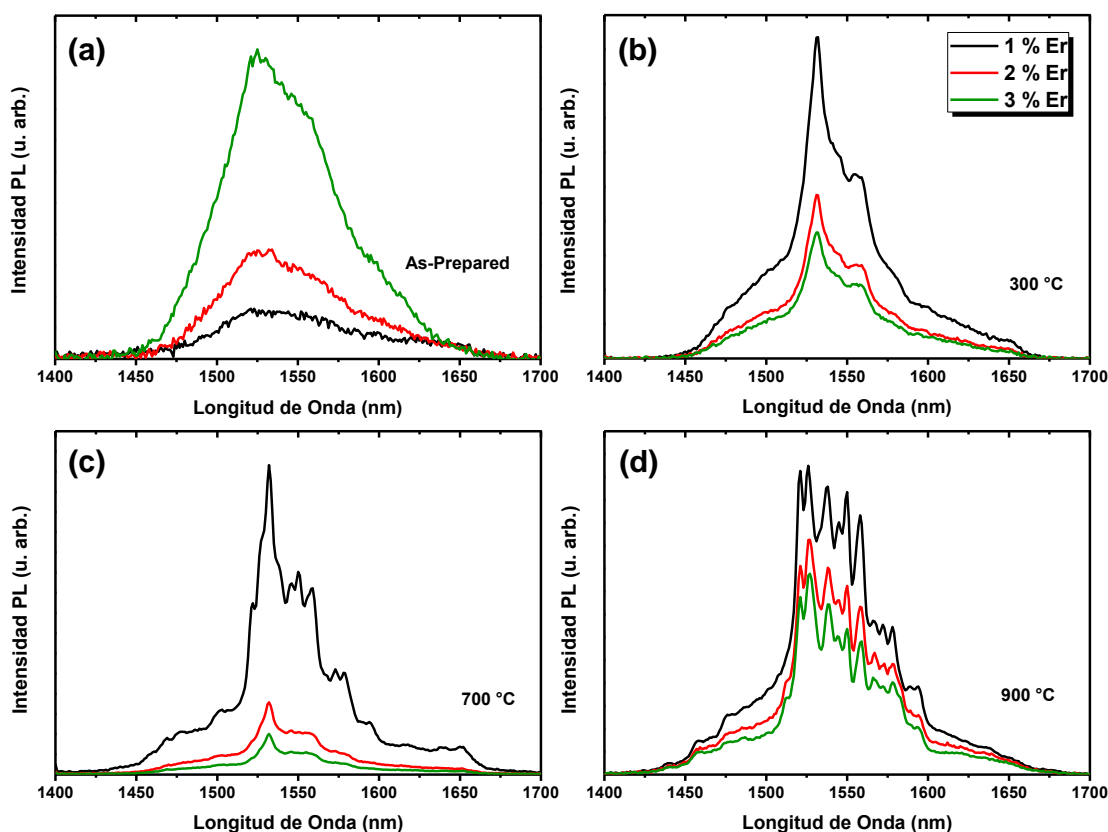 (a)
As-Prepared
Intensidad PL (u. arb.)
1400 1450 1500 1550 1600 1650 1700
Longitud de Onda (nm)
(b)
1 % Er
2 % Er
3 % Er
300 °C
Intensidad PL (u. arb.)
1400 1450 1500 1550 1600 1650 1700
Longitud de Onda (nm)
(c)
700 °C
Intensidad PL (u. arb.)
1400 1450 1500 1550 1600 1650 1700
Longitud de Onda (nm)
(d)
900 °C
Intensidad PL (u. arb.)
1400 1450 1500 1550 1600 1650 1700
Longitud de Onda (nm)